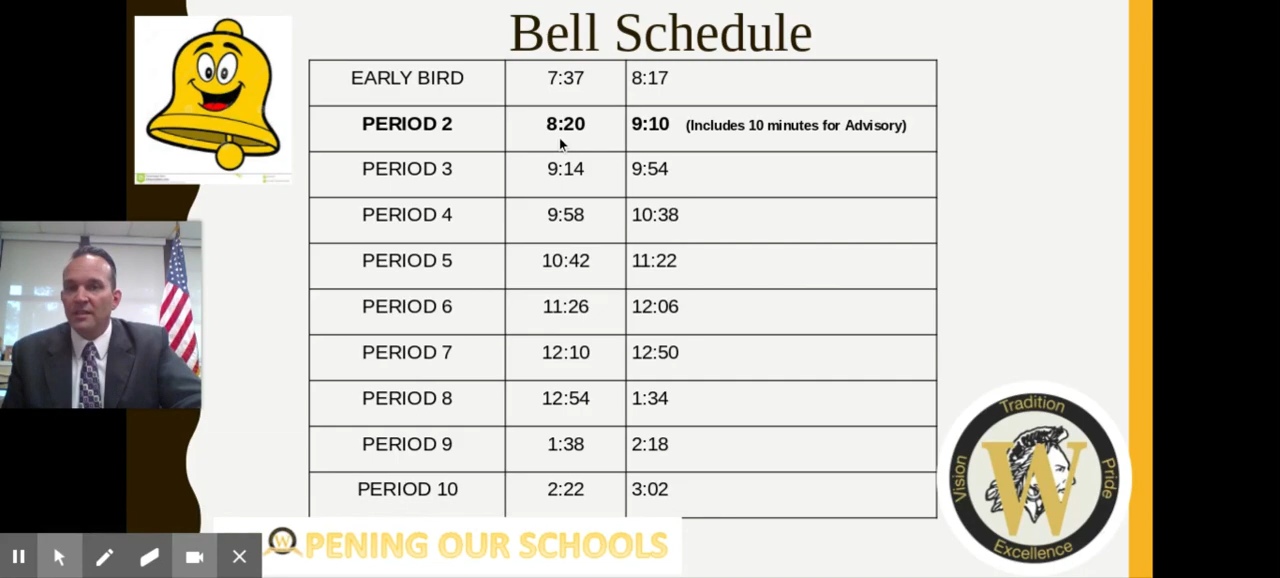 Bell Schedule
EARLY BIRD 7:37 8:17
PERIOD 2 8:20 9:10 (Includes 10 minutes for Advisory)
PERIOD 3 9:14 9:54
PERIOD 4 9:58 10:38
PERIOD 5 10:42 11:22
PERIOD 6 11:26 12:06
PERIOD 7 12:10 12:50
PERIOD 8 12:54 1:34
PERIOD 9 1:38 2:18
PERIOD 10 2:22 3:02
PENING OUR SCHOOLS
Tradition
Vision
W
Pride
Excellence